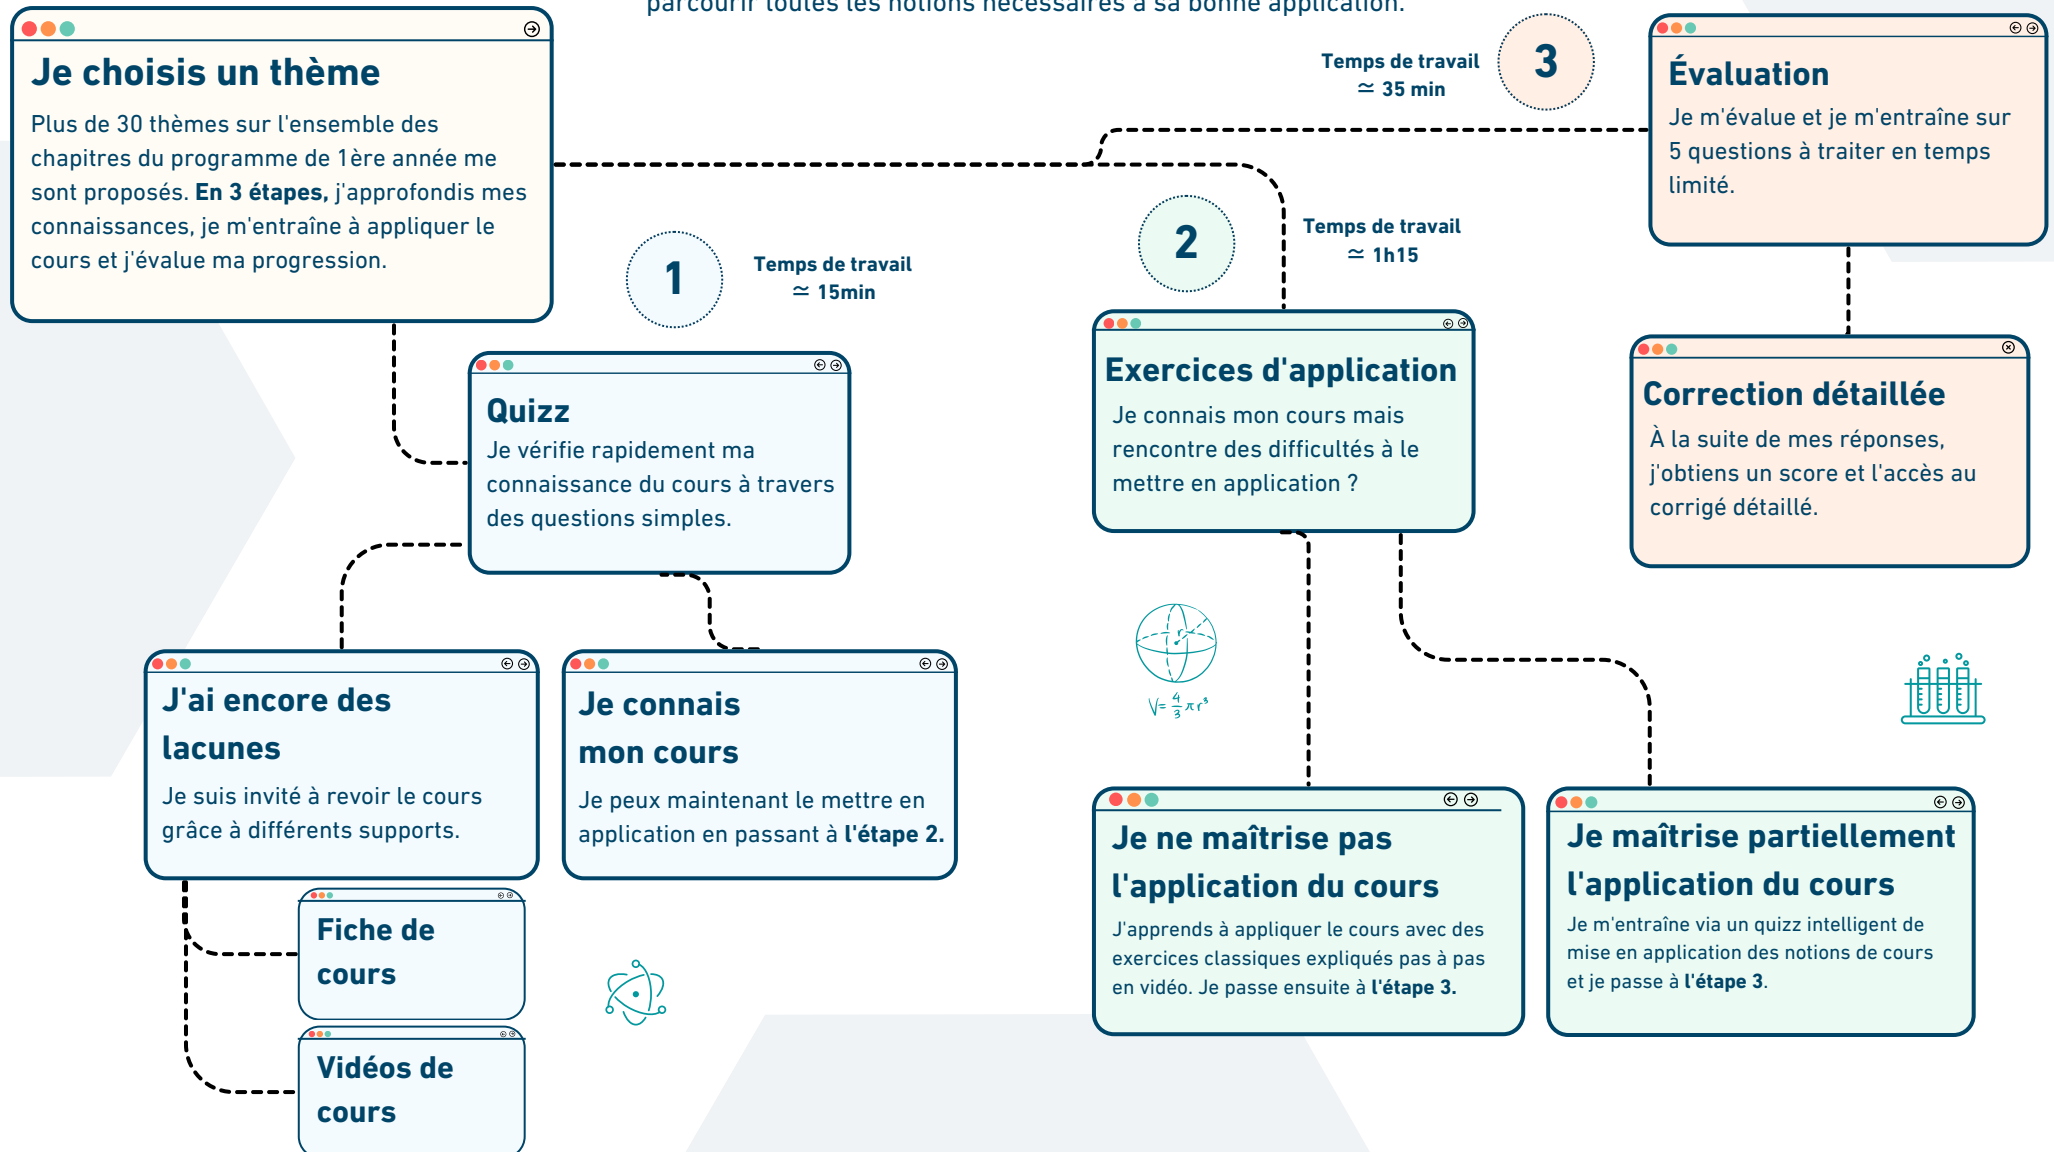 parcourir toutes les notions nécessaires à sa bonne application.
Je choisis un thème
Plus de 30 thèmes sur l'ensemble des
chapitres du programme de 1ère année me
sont proposés. En 3 étapes, j'approfondis mes
connaissances, je m'entraîne à appliquer le
cours et j'évalue ma progression.
1
Temps de travail
≃ 15min
Quizz
Je vérifie rapidement ma
connaissance du cours à travers
des questions simples.
J'ai encore des
lacunes
Je suis invité à revoir le cours
grâce à différents supports.
Fiche de
cours
Vidéos de
cours
Je connais
mon cours
Je peux maintenant le mettre en
application en passant à l'étape 2.
2
Temps de travail
≃ 1h15
Exercices d'application
Je connais mon cours mais
rencontre des difficultés à le
mettre en application ?
r
V= 4/3 π r³
Je ne maîtrise pas
l'application du cours
J'apprends à appliquer le cours avec des
exercices classiques expliqués pas à pas
en vidéo. Je passe ensuite à l'étape 3.
Je maîtrise partiellement
l'application du cours
Je m'entraîne via un quizz intelligent de
mise en application des notions de cours
et je passe à l'étape 3.
Temps de travail
≃ 35 min
3
Évaluation
Je m'évalue et je m'entraîne sur
5 questions à traiter en temps
limité.
Correction détaillée
À la suite de mes réponses,
j'obtiens un score et l'accès au
corrigé détaillé.